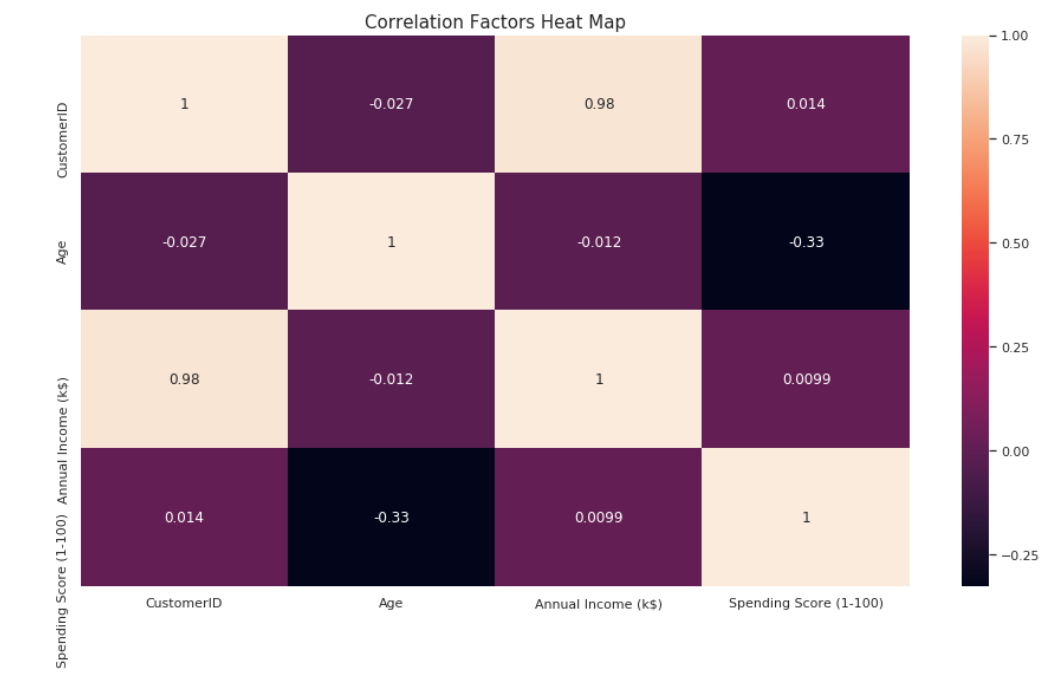 Correlation Factors Heat Map
CustomerID
1
-0.027
0.98
0.014
Age
-0.027
1
-0.012
-0.33
Annual Income (k$)
0.98
-0.012
1
0.0099
Spending Score (1-100)
0.014
-0.33
0.0099
1
CustomerID
Age
Annual Income (k$)
Spending Score (1-100)
1.00
0.75
0.50
0.25
0.00
−0.25